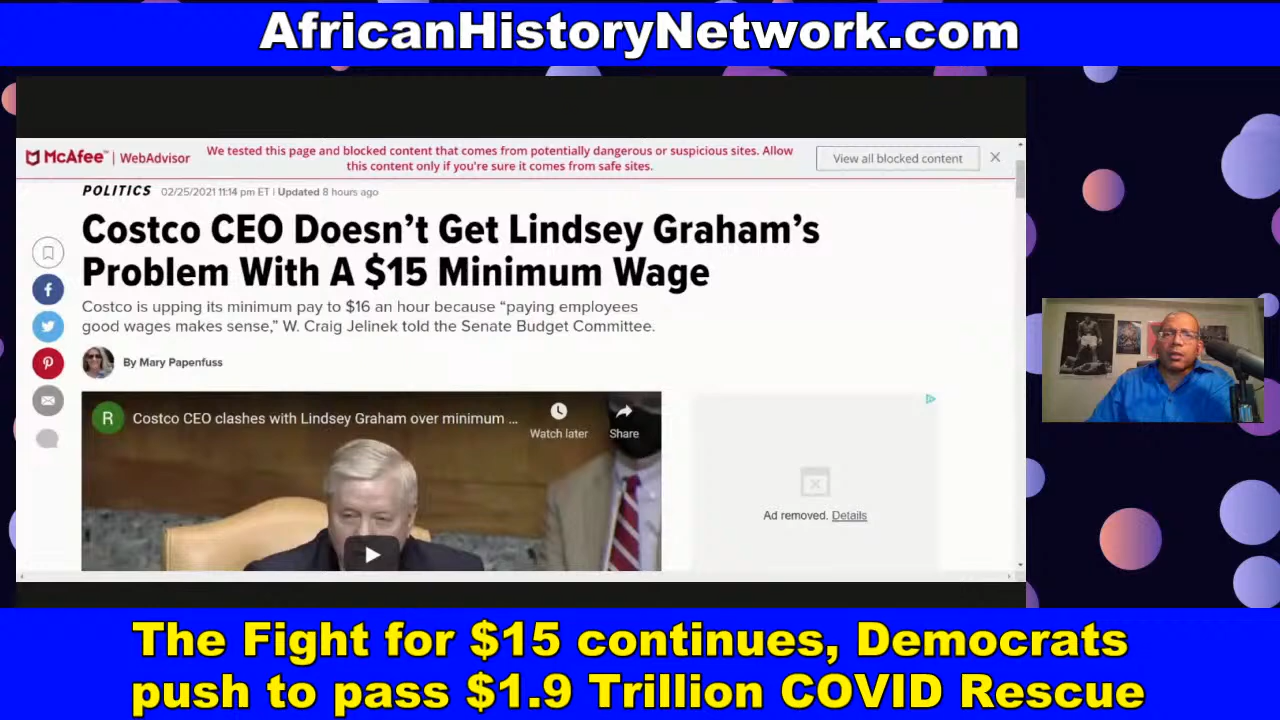 AfricanHistoryNetwork.com
McAfee™ | WebAdvisor
We tested this page and blocked content that comes from potentially dangerous or suspicious sites. Allow
this content only if you're sure it comes from safe sites.
View all blocked content
POLITICS 02/25/2021 11:14 pm ET | Updated 8 hours ago
Costco CEO Doesn't Get Lindsey Graham's
Problem With A $15 Minimum Wage
Costco is upping its minimum pay to $16 an hour because “paying employees
good wages makes sense,” W. Craig Jelinek told the Senate Budget Committee.
By Mary Papenfuss
R Costco CEO clashes with Lindsey Graham over minimum ...
Watch later
Share
Ad removed. Details
The Fight for $15 continues, Democrats
push to pass $1.9 Trillion COVID Rescue